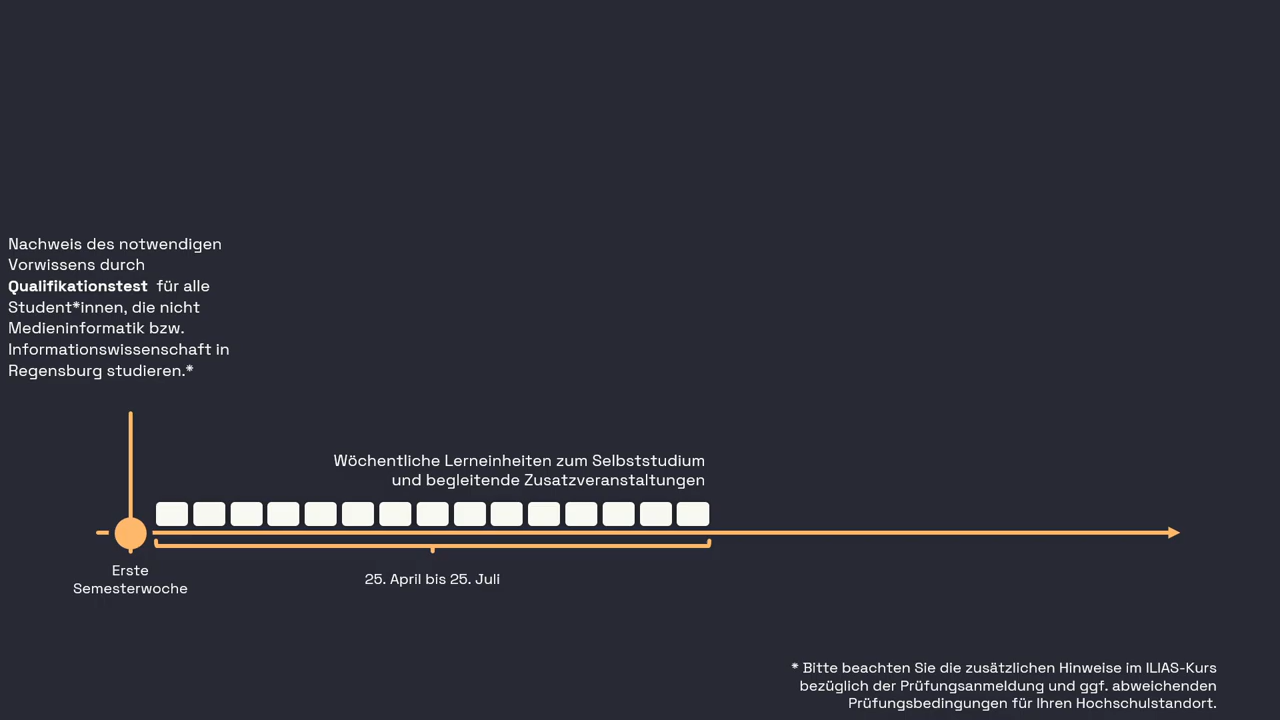 Nachweis des notwendigen
Vorwissens durch
Qualifikationstest für alle
Student*innen, die nicht
Medieninformatik bzw.
Informationswissenschaft in
Regensburg studieren.*
Wöchentliche Lerneinheiten zum Selbststudium
und begleitende Zusatzveranstaltungen
Erste
Semesterwoche
25. April bis 25. Juli
* Bitte beachten Sie die zusätzlichen Hinweise im ILIAS-Kurs
bezüglich der Prüfungsanmeldung und ggf. abweichenden
Prüfungsbedingungen für Ihren Hochschulstandort.